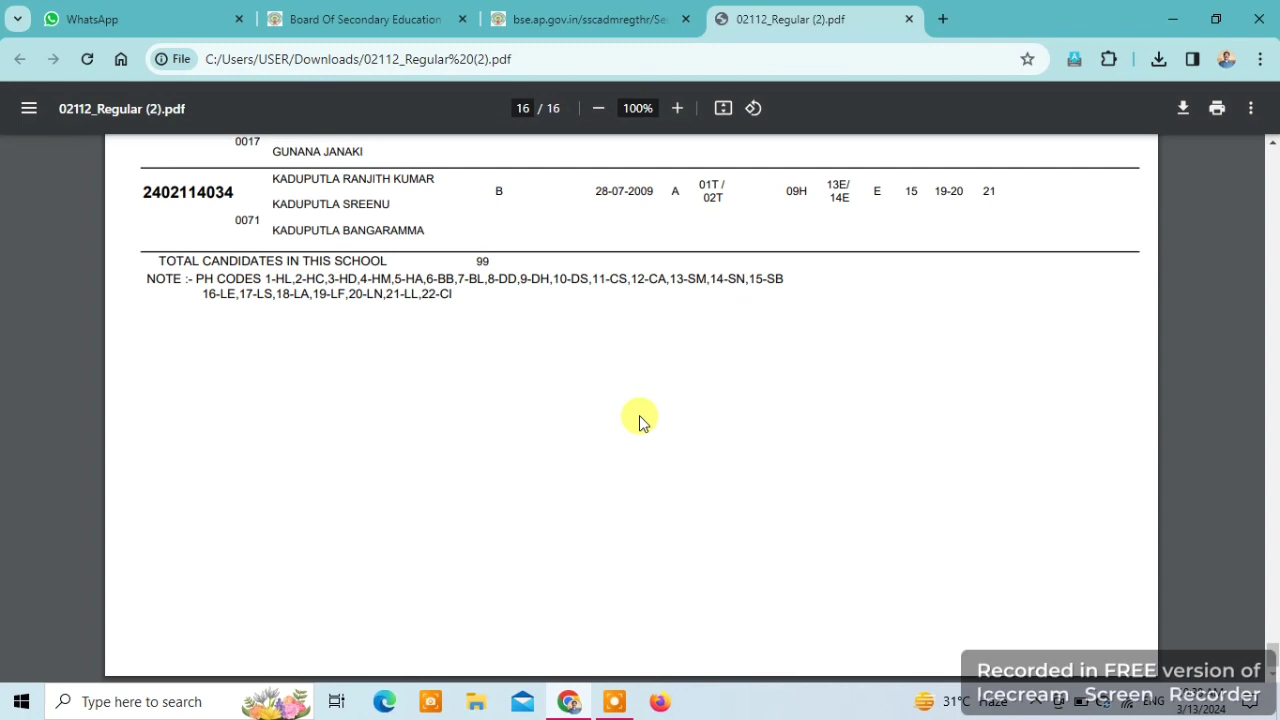 WhatsApp
Board Of Secondary Education
bse.ap.gov.in/sscadmregthr/Se
02112_Regular (2).pdf
File C:/Users/USER/Downloads/02112_Regular%20(2).pdf
02112_Regular (2).pdf 16 / 16 100%
0017
GUNANA JANAKI
KADUPUTLA RANJITH KUMAR
2402114034 B 28-07-2009 A 01T / 02T 09H 13E/ 14E E 15 19-20 21
KADUPUTLA SREENU
0071
KADUPUTLA BANGARAMMA
TOTAL CANDIDATES IN THIS SCHOOL 99
NOTE :- PH CODES 1-HL,2-HC,3-HD,4-HM,5-HA,6-BB,7-BL,8-DD,9-DH,10-DS,11-CS,12-CA,13-SM,14-SN,15-SB
16-LE,17-LS,18-LA,19-LF,20-LN,21-LL,22-CI
Recorded in FREE version of
Icecream Screen Recorder
Type here to search 31°C Haze ENG
3/13/2024